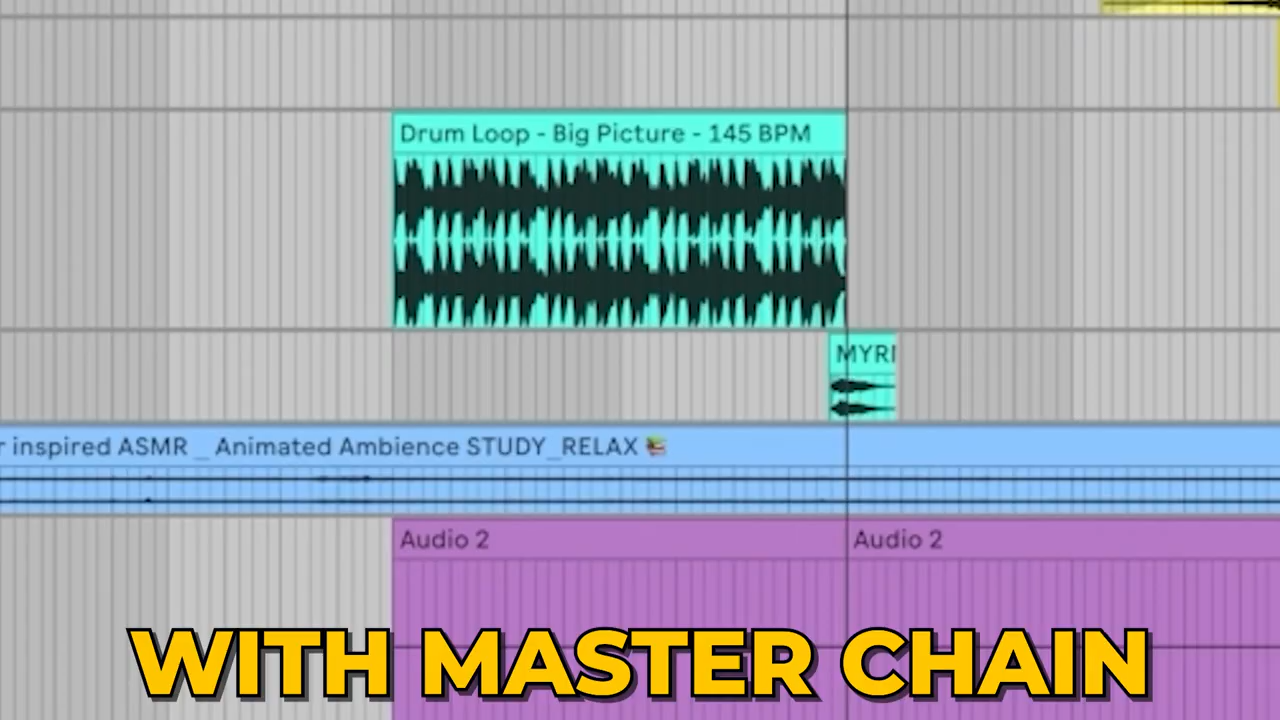 Drum Loop - Big Picture - 145 BPM
MYRI
r inspired ASMR _ Animated Ambience STUDY_RELAX 📚
Audio 2
Audio 2
WITH MASTER CHAIN